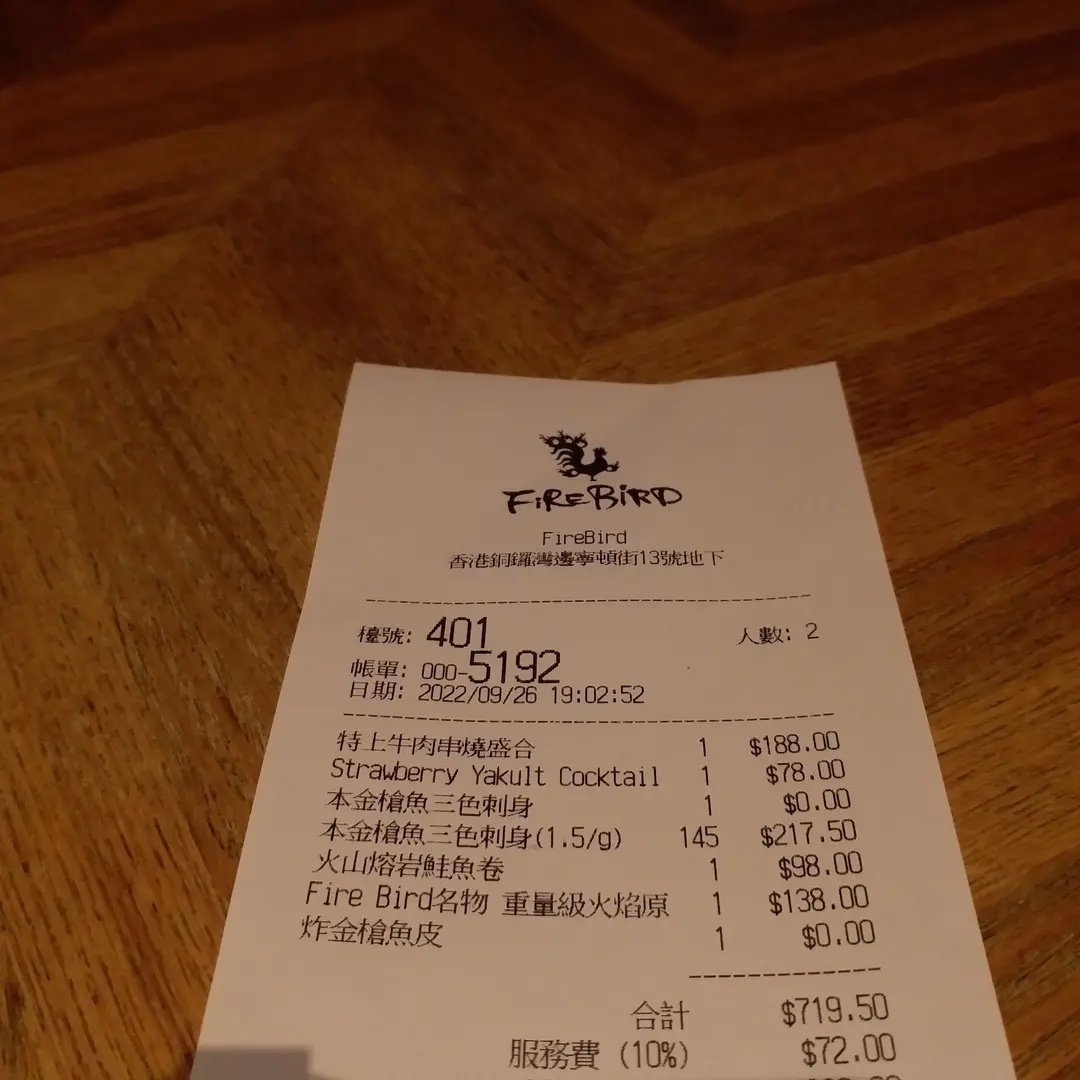 FIREBIRD
FireBird
香港銅鑼灣邊寧頓街13號地下
檯號: 401 人數: 2
帳單: 000-5192
日期: 2022/09/26 19:02:52
特上牛肉串燒盛合 1 $188.00
Strawberry Yakult Cocktail 1 $78.00
本金槍魚三色刺身 1 $0.00
本金槍魚三色刺身(1.5/g) 145 $217.50
火山熔岩鮭魚卷 1 $98.00
Fire Bird名物 重量級火焰原 1 $138.00
炸金槍魚皮 1 $0.00
合計 $719.50
服務費 (10%) $72.00